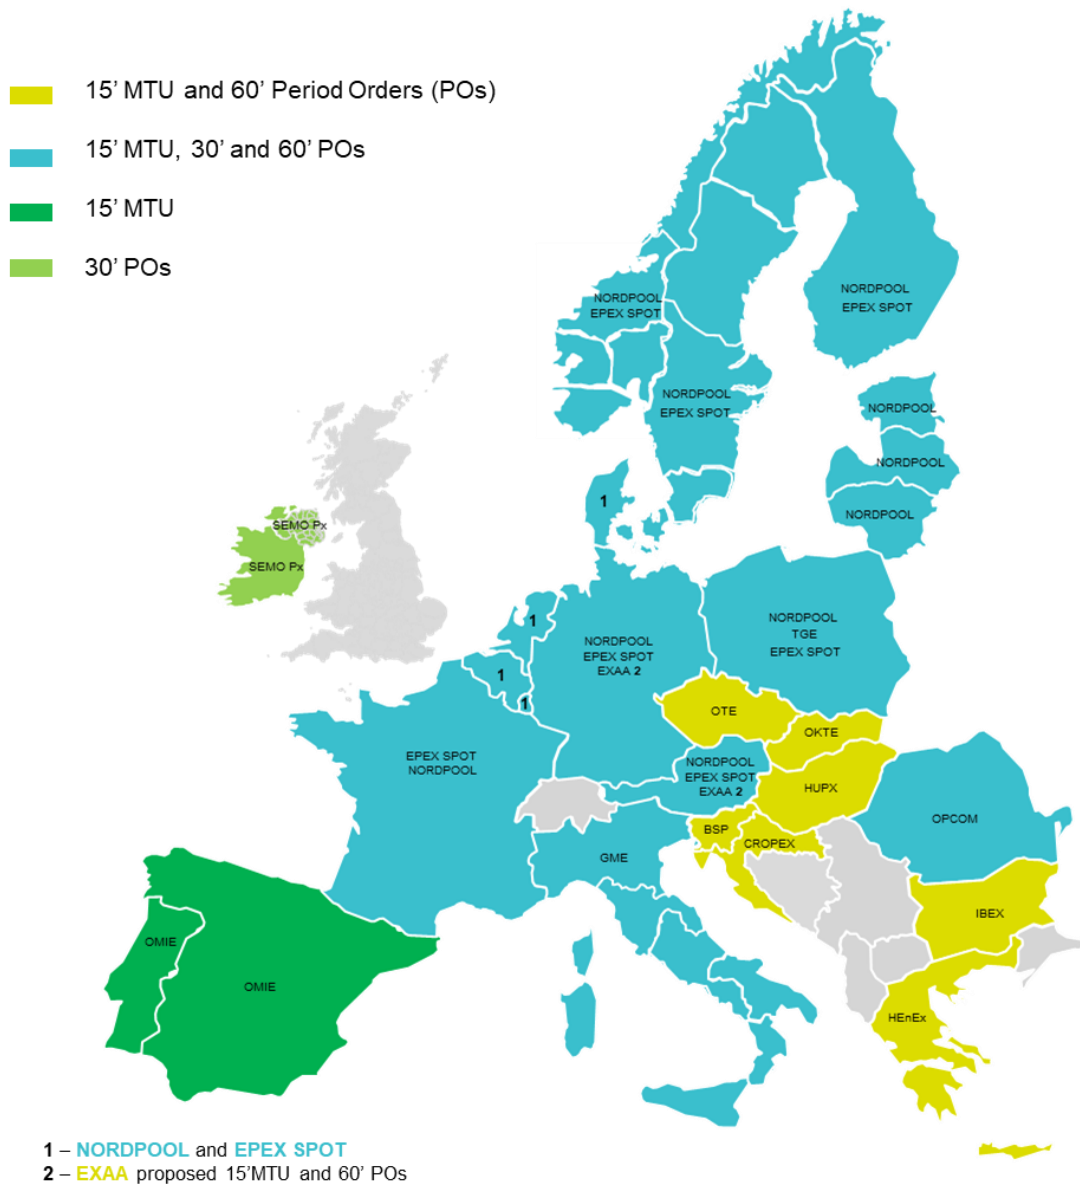 15’ MTU and 60’ Period Orders (POs)
15’ MTU, 30’ and 60’ POs
15’ MTU
30’ POs
NORDPOOL
EPEX SPOT
NORDPOOL
EPEX SPOT
NORDPOOL
EPEX SPOT
NORDPOOL
NORDPOOL
NORDPOOL
1
SEMO Px
SEMO Px
1
NORDPOOL
EPEX SPOT
EXAA 2
NORDPOOL
TGE
EPEX SPOT
1
1
OTE
OKTE
EPEX SPOT
NORDPOOL
NORDPOOL
EPEX SPOT
EXAA 2
HUPX
OPCOM
BSP
CROPEX
GME
IBEX
OMIE
OMIE
HEnEx
1 – NORDPOOL and EPEX SPOT
2 – EXAA proposed 15’MTU and 60’ POs